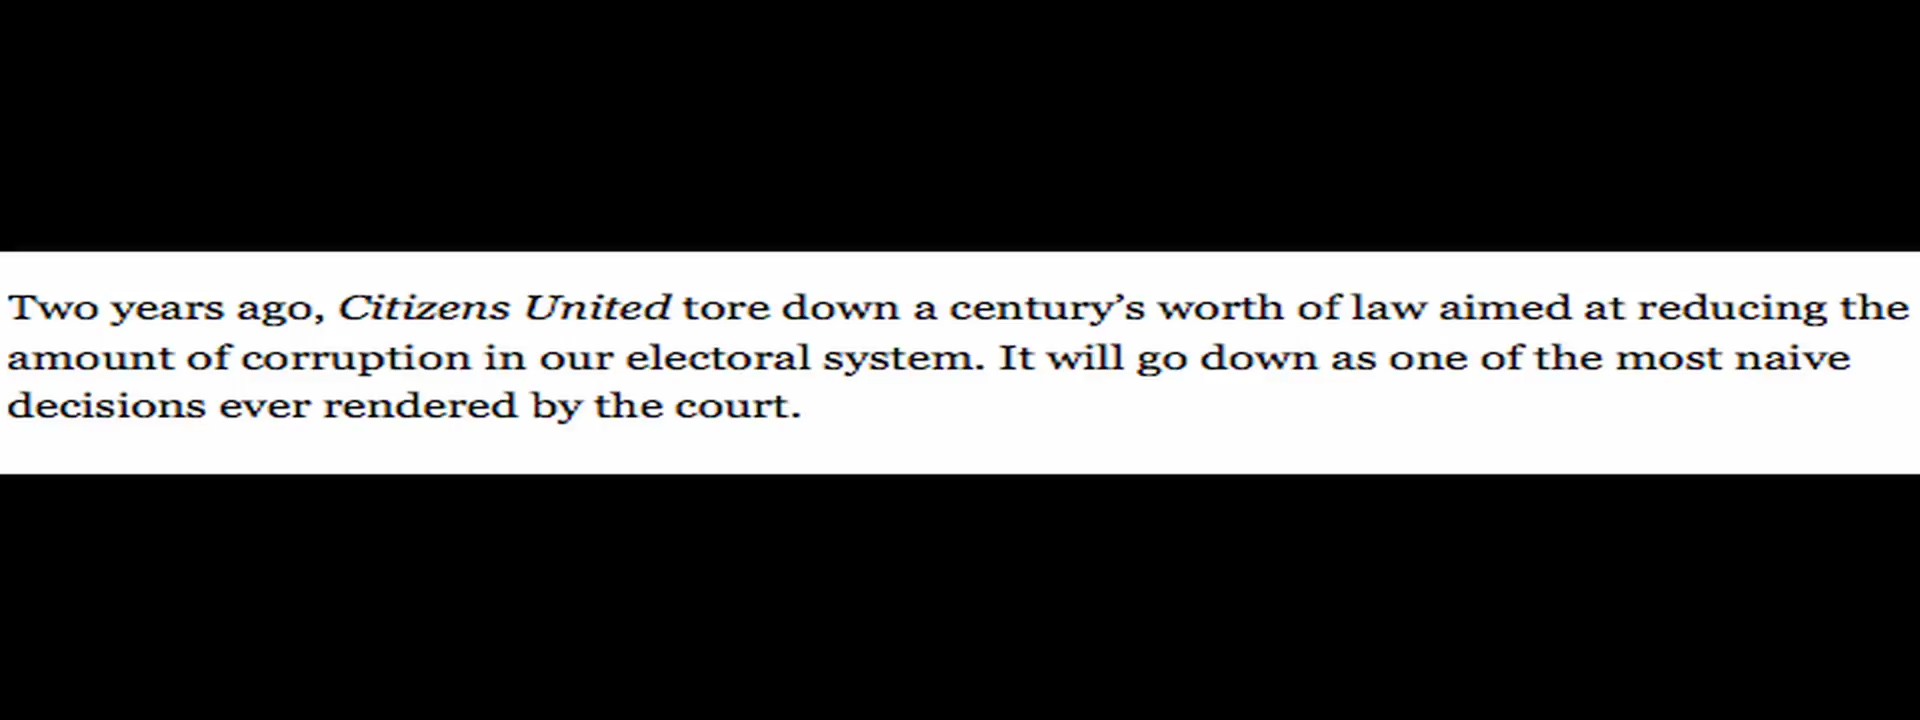 Two years ago, Citizens United tore down a century’s worth of law aimed at reducing the
amount of corruption in our electoral system. It will go down as one of the most naive
decisions ever rendered by the court.